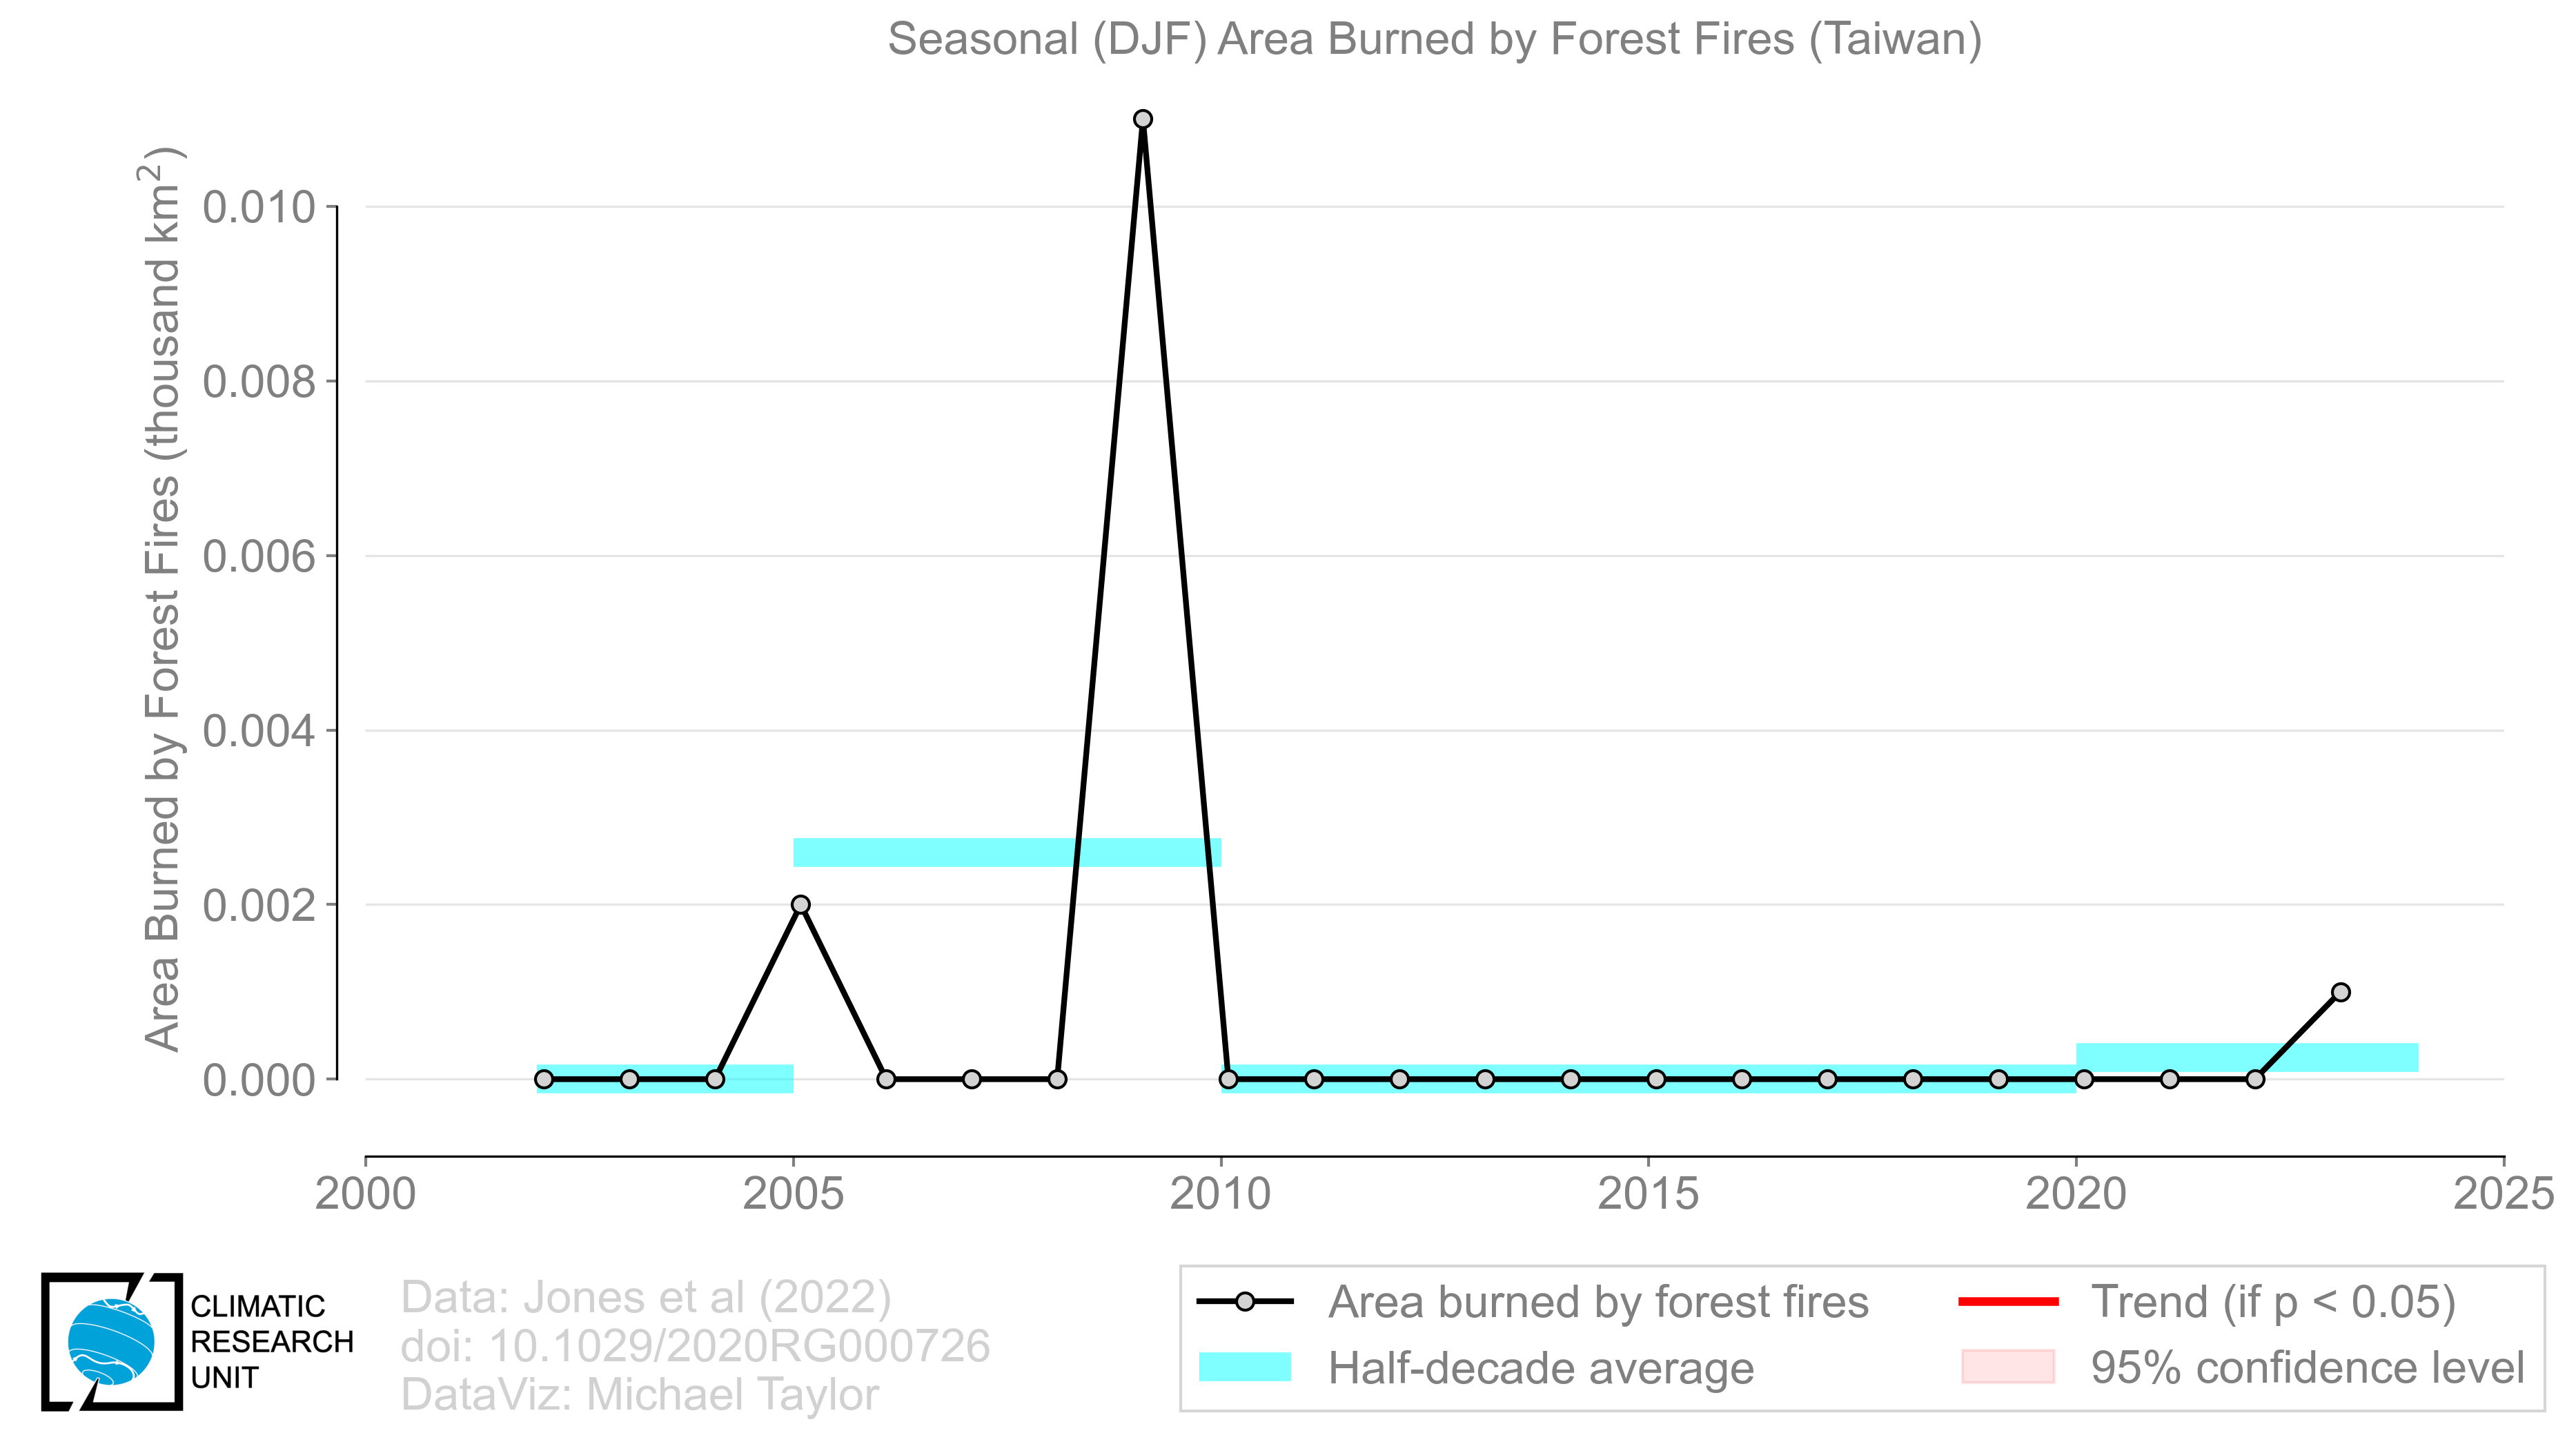 Seasonal (DJF) Area Burned by Forest Fires (Taiwan)
Area Burned by Forest Fires (thousand km²)
0.010
0.008
0.006
0.004
0.002
0.000
2000
2005
2010
2015
2020
2025
CLIMATIC
RESEARCH
UNIT
Data: Jones et al (2022)
doi: 10.1029/2020RG000726
DataViz: Michael Taylor
Area burned by forest fires
Half-decade average
Trend (if p < 0.05)
95% confidence level